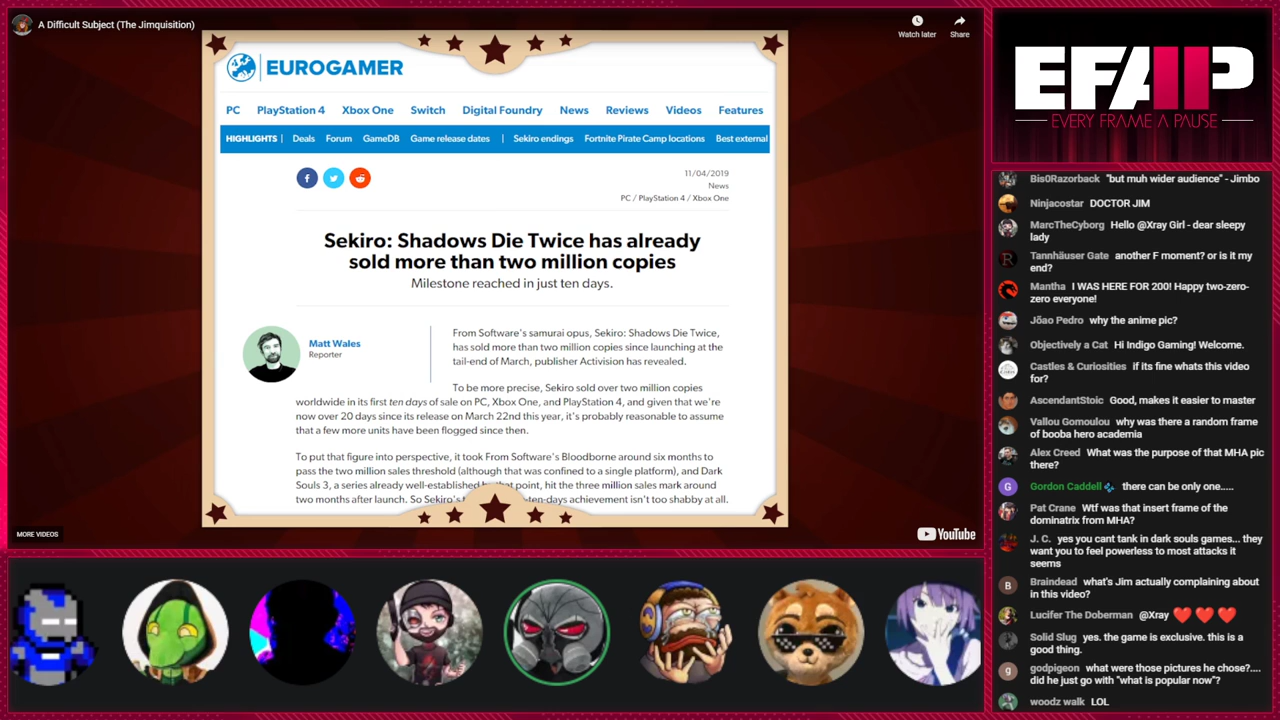 A Difficult Subject (The Jimquisition)
Watch later
Share
EUROGAMER
PC PlayStation 4 Xbox One Switch Digital Foundry News Reviews Videos Features
HIGHLIGHTS | Deals Forum GameDB Game release dates | Sekiro endings Fortnite Pirate Camp locations Best external
11/04/2019
News
PC / PlayStation 4 / Xbox One
Sekiro: Shadows Die Twice has already
sold more than two million copies
Milestone reached in just ten days.
Matt Wales
Reporter
From Software's samurai opus, Sekiro: Shadows Die Twice,
has sold more than two million copies since launching at the
tail-end of March, publisher Activision has revealed.
To be more precise, Sekiro sold over two million copies
worldwide in its first ten days of sale on PC, Xbox One, and PlayStation 4, and given that we're
now over 20 days since its release on March 22nd this year, it's probably reasonable to assume
that a few more units have been flogged since then.
To put that figure into perspective, it took From Software's Bloodborne around six months to
pass the two million sales threshold (although that was confined to a single platform), and Dark
Souls 3, a series already well-established by that point, hit the three million sales mark around
two months after launch. So Sekiro's -ten-days achievement isn't too shabby at all.
MORE VIDEOS
YouTube
EFAP
EVERY FRAME A PAUSE
Bis0Razorback "but muh wider audience" - Jimbo
Ninjacostar DOCTOR JIM
MarcTheCyborg Hello @Xray Girl - dear sleepy
lady
Tannhäuser Gate another F moment? or is it my
end?
Mantha I WAS HERE FOR 200! Happy two-zero-
zero everyone!
Jõao Pedro why the anime pic?
Objectively a Cat Hi Indigo Gaming! Welcome.
Castles & Curiosities if its fine whats this video
for?
AscendantStoic Good, makes it easier to master
Vallou Gomoulou why was there a random frame
of booba hero academia
Alex Creed What was the purpose of that MHA pic
there?
G Gordon Caddell there can be only one.....
Pat Crane Wtf was that insert frame of the
dominatrix from MHA?
J. C. yes you cant tank in dark souls games... they
want you to feel powerless to most attacks it
seems
B Braindead what's Jim actually complaining about
in this video?
Lucifer The Doberman @Xray ❤️ ❤️ ❤️
Solid Slug yes. the game is exclusive. this is a
good thing.
g godpigeon what were those pictures he chose?....
did he just go with "what is popular now"?
woodz walk LOL